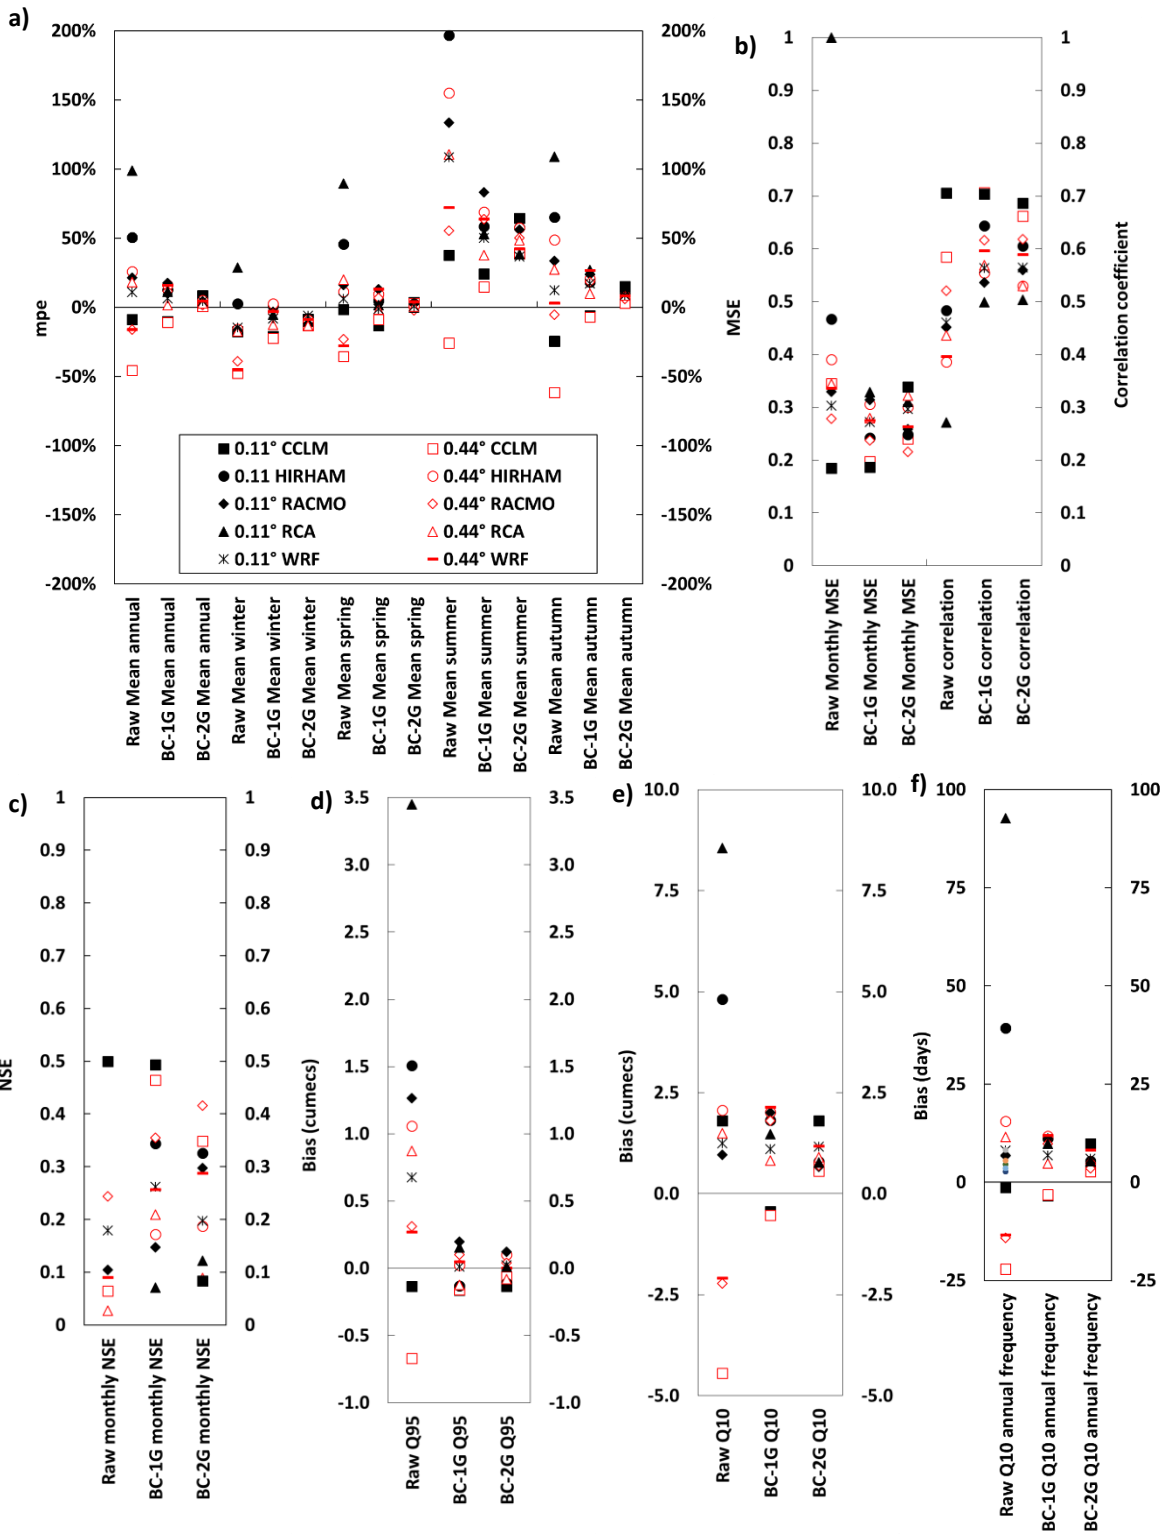 a)
200%
150%
100%
50%
0%
-50%
-100%
-150%
-200%
mpe
200%
150%
100%
50%
0%
-50%
-100%
-150%
-200%
0.11° CCLM
0.44° CCLM
0.11 HIRHAM
0.44° HIRHAM
0.11° RACMO
0.44° RACMO
0.11° RCA
0.44° RCA
0.11° WRF
0.44° WRF
Raw Mean annual
BC-1G Mean annual
BC-2G Mean annual
Raw Mean winter
BC-1G Mean winter
BC-2G Mean winter
Raw Mean spring
BC-1G Mean spring
BC-2G Mean spring
Raw Mean summer
BC-1G Mean summer
BC-2G Mean summer
Raw Mean autumn
BC-1G Mean autumn
BC-2G Mean autumn
b)
MSE
1
0.9
0.8
0.7
0.6
0.5
0.4
0.3
0.2
0.1
0
1
0.9
0.8
0.7
0.6
0.5
0.4
0.3
0.2
0.1
0
Correlation coefficient
Raw Monthly MSE
BC-1G Monthly MSE
BC-2G Monthly MSE
Raw correlation
BC-1G correlation
BC-2G correlation
c)
NSE
1
0.9
0.8
0.7
0.6
0.5
0.4
0.3
0.2
0.1
0
1
0.9
0.8
0.7
0.6
0.5
0.4
0.3
0.2
0.1
0
Raw monthly NSE
BC-1G monthly NSE
BC-2G monthly NSE
d)
Bias (cumecs)
3.5
3.0
2.5
2.0
1.5
1.0
0.5
0.0
-0.5
-1.0
3.5
3.0
2.5
2.0
1.5
1.0
0.5
0.0
-0.5
-1.0
Raw Q95
BC-1G Q95
BC-2G Q95
e)
Bias (cumecs)
10.0
7.5
5.0
2.5
0.0
-2.5
-5.0
10.0
7.5
5.0
2.5
0.0
-2.5
-5.0
Raw Q10
BC-1G Q10
BC-2G Q10
f)
Bias (days)
100
75
50
25
0
-25
100
75
50
25
0
-25
Raw Q10 annual frequency
BC-1G Q10 annual frequency
BC-2G Q10 annual frequency